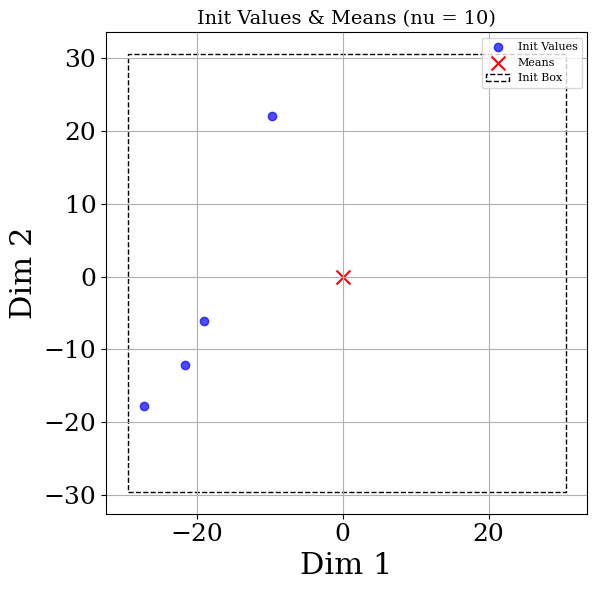 Init Values & Means (nu = 10)
Init Values
Means
Init Box
30
20
10
0
−10
−20
−30
Dim 2
−20 0 20
Dim 1